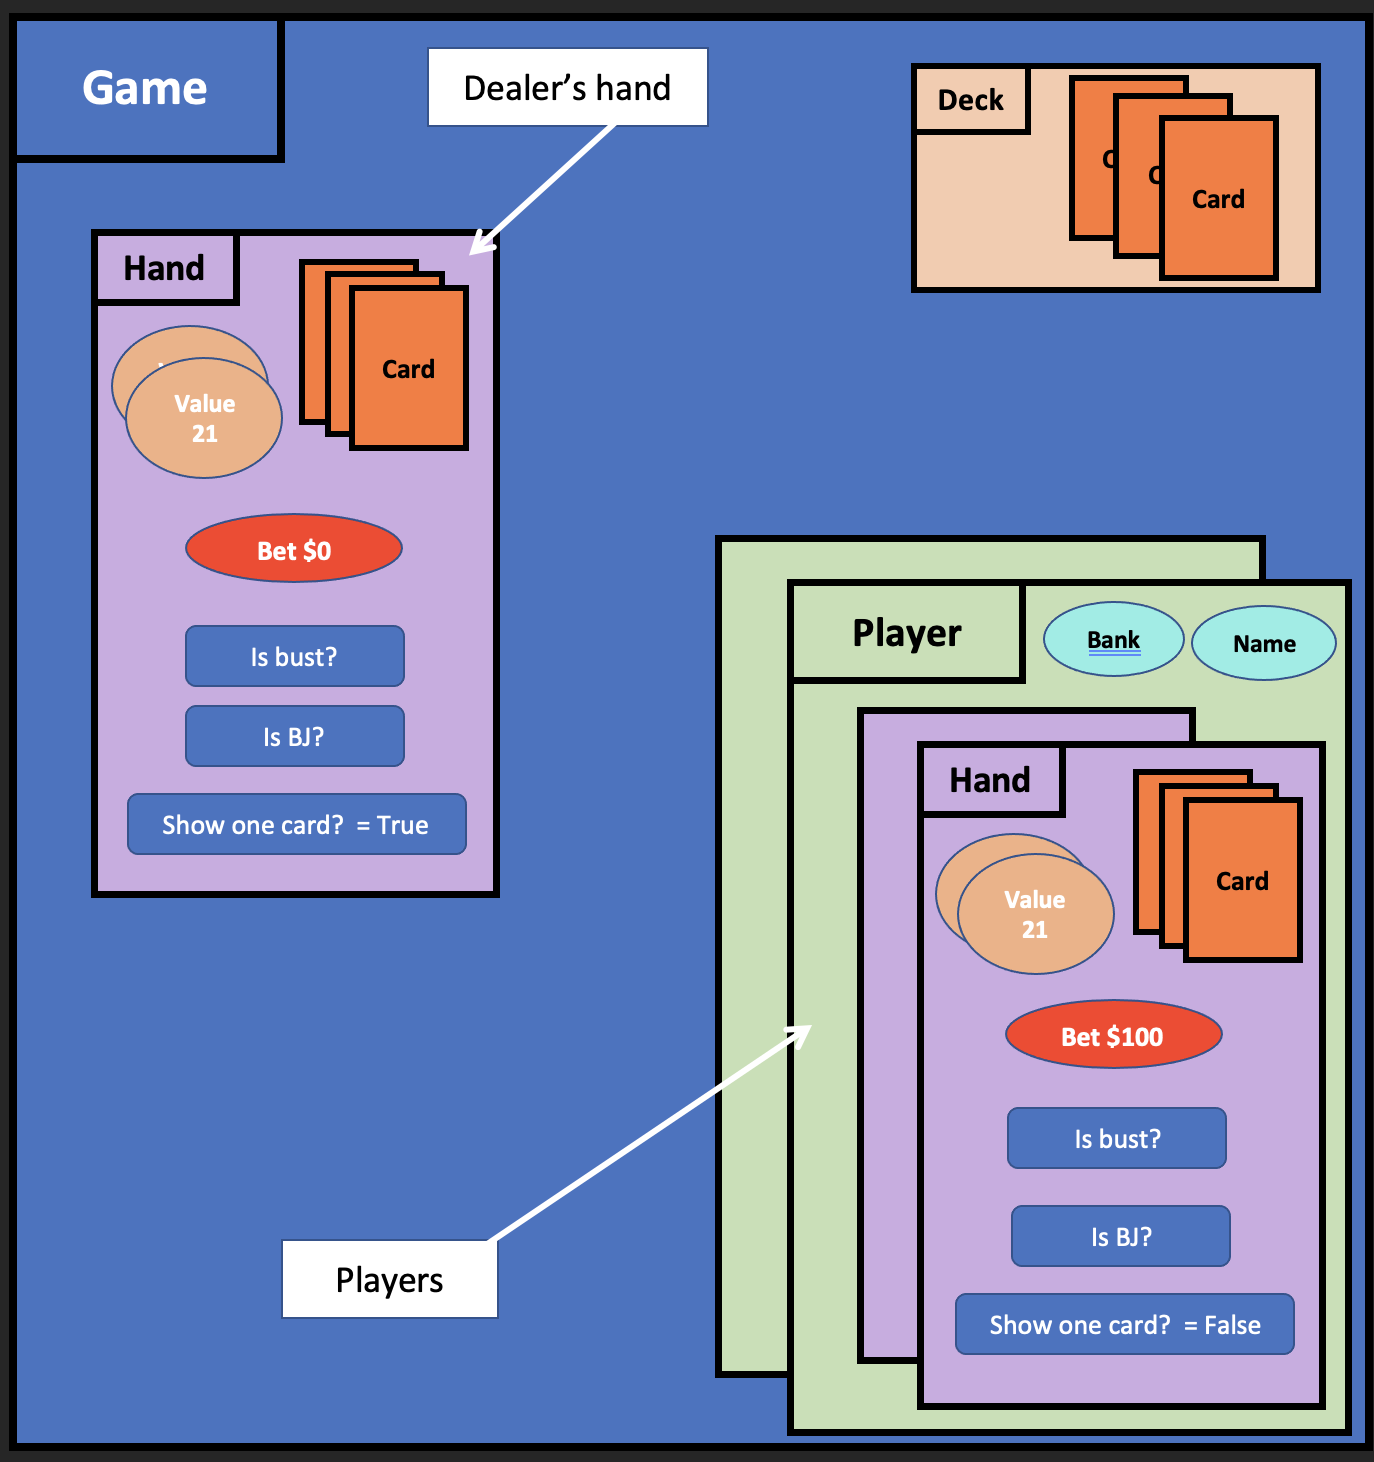 Game
Dealer’s hand
Deck
Card
Hand
Card
Value
21
Bet $0
Is bust?
Is BJ?
Show one card?  = True
Player
Bank
Name
Hand
Card
Value
21
Bet $100
Is bust?
Is BJ?
Show one card?  = False
Players